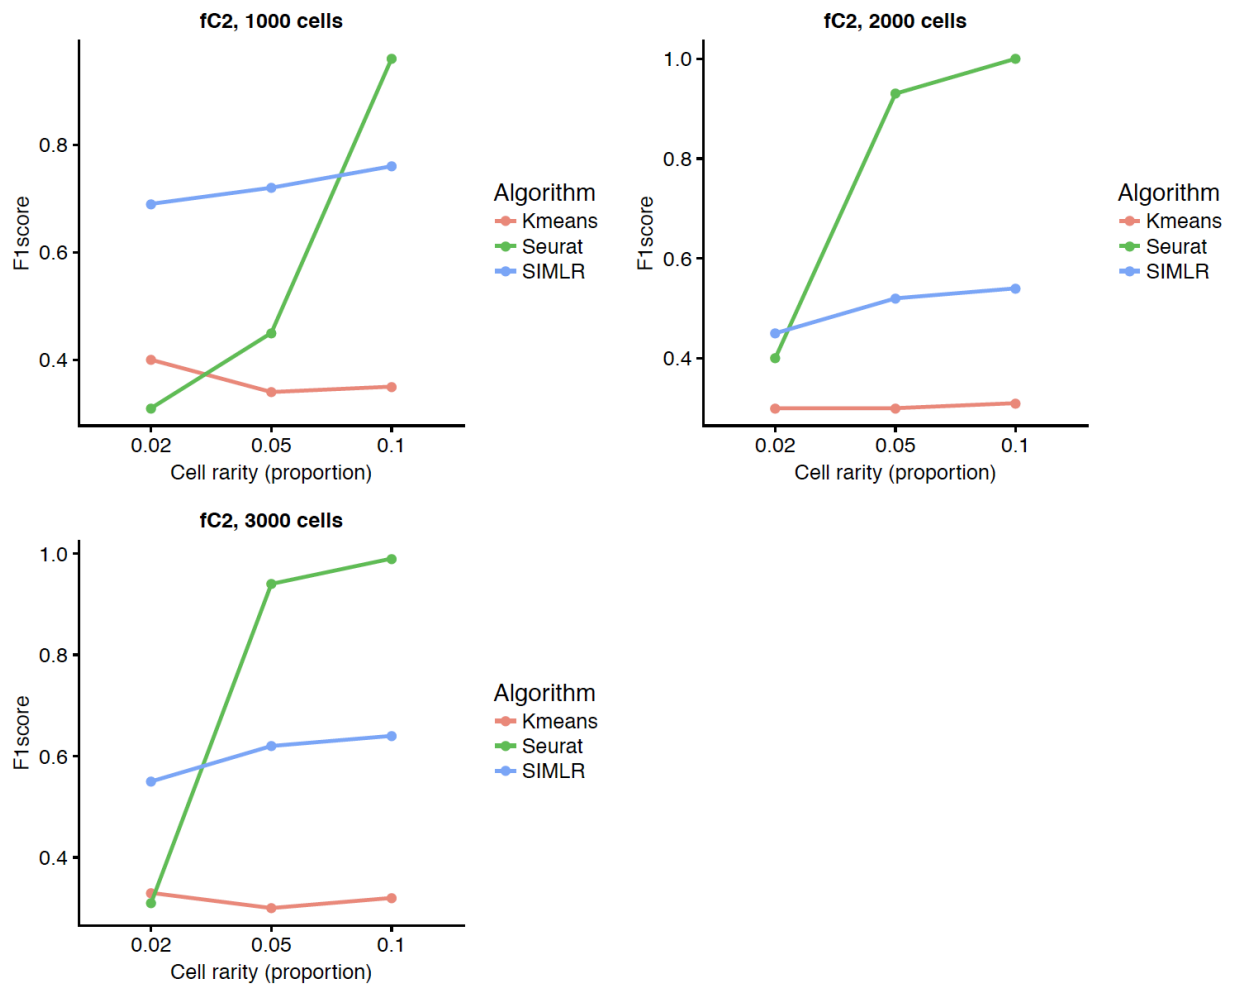 fC2, 1000 cells
F1score
0.8
0.6
0.4
0.02 0.05 0.1
Cell rarity (proportion)
Algorithm
Kmeans
Seurat
SIMLR
fC2, 2000 cells
F1score
1.0
0.8
0.6
0.4
0.02 0.05 0.1
Cell rarity (proportion)
Algorithm
Kmeans
Seurat
SIMLR
fC2, 3000 cells
F1score
1.0
0.8
0.6
0.4
0.02 0.05 0.1
Cell rarity (proportion)
Algorithm
Kmeans
Seurat
SIMLR